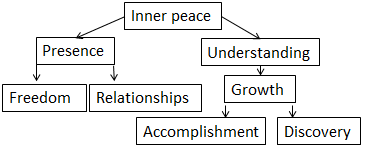 Inner peace
Presence
Understanding
Freedom
Relationships
Growth
Accomplishment
Discovery